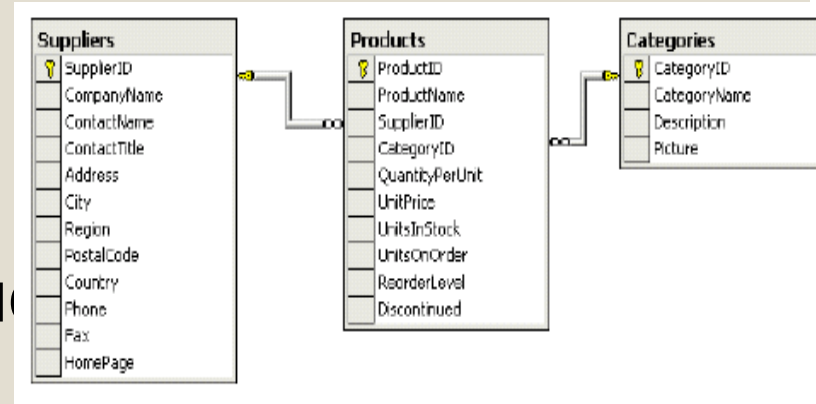 Suppliers
SupplierID
CompanyName
ContactName
ContactTitle
Address
City
Region
PostalCode
Country
Phone
Fax
HomePage
Products
ProductID
ProductName
SupplierID
CategoryID
QuantityPerUnit
UnitPrice
UnitsInStock
UnitsOnOrder
ReorderLevel
Discontinued
Categories
CategoryID
CategoryName
Description
Picture